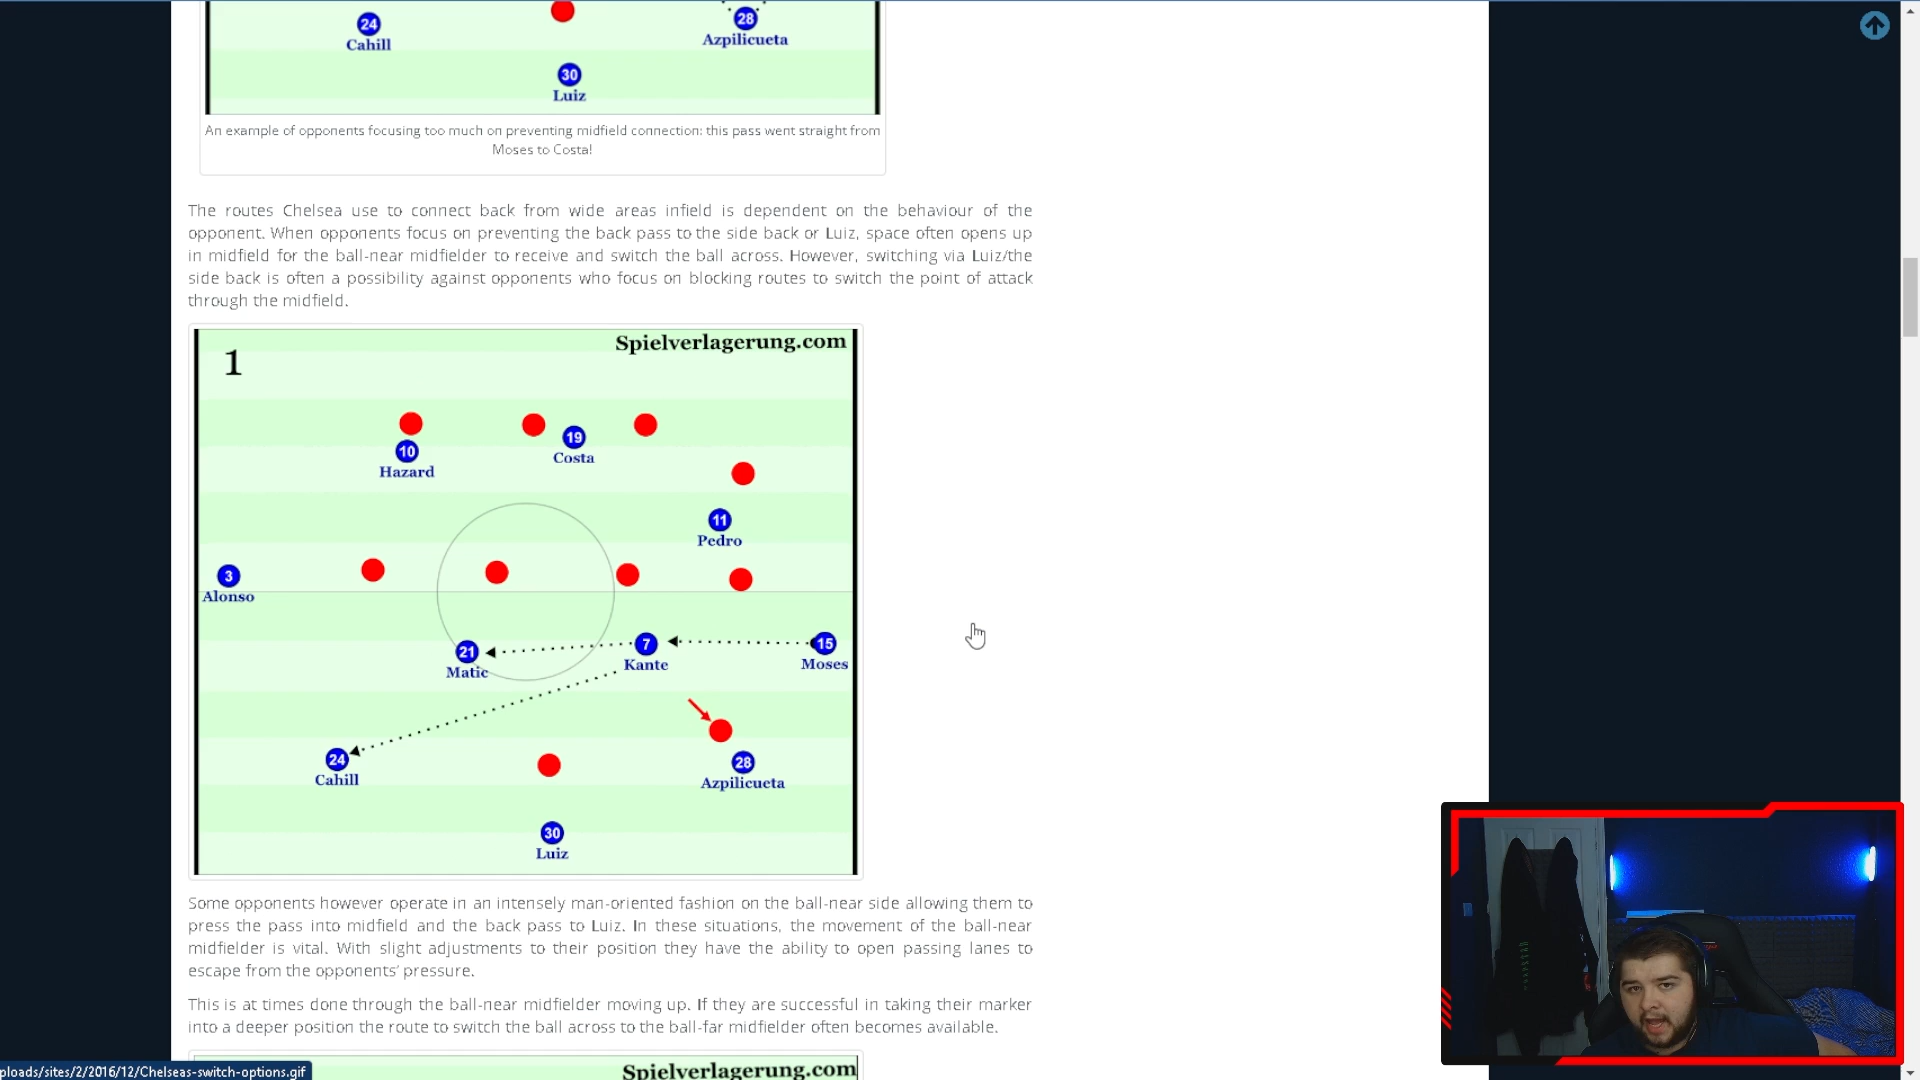 24
28
Cahill
Azpilicueta
30
Luiz
An example of opponents focusing too much on preventing midfield connection: this pass went straight from
Moses to Costa!
The routes Chelsea use to connect back from wide areas infield is dependent on the behaviour of the
opponent. When opponents focus on preventing the back pass to the side back or Luiz, space often opens up
in midfield for the ball-near midfielder to receive and switch the ball across. However, switching via Luiz/the
side back is often a possibility against opponents who focus on blocking routes to switch the point of attack
through the midfield.
Spielverlagerung.com
1
19
10
Costa
Hazard
11
Pedro
3
Alonso
21
7
15
Matic
Kante
Moses
24
28
Cahill
Azpilicueta
30
Luiz
Some opponents however operate in an intensely man-oriented fashion on the ball-near side allowing them to
press the pass into midfield and the back pass to Luiz. In these situations, the movement of the ball-near
midfielder is vital. With slight adjustments to their position they have the ability to open passing lanes to
escape from the opponents’ pressure.
This is at times done through the ball-near midfielder moving up. If they are successful in taking their marker
into a deeper position the route to switch the ball across to the ball-far midfielder often becomes available.
Spielverlagerung.com
ploads/sites/2/2016/12/Chelseas-switch-options.gif